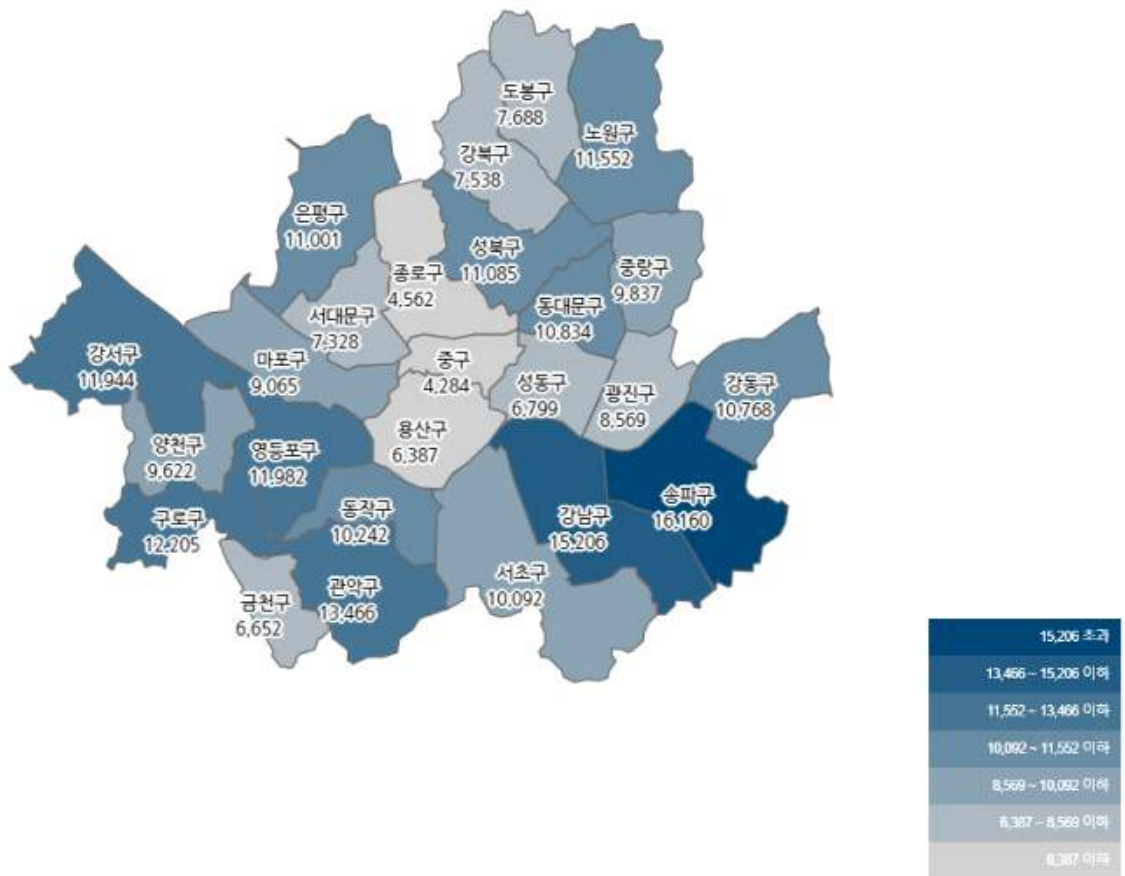 도봉구
7,688
노원구
11,552
강북구
7,538
은평구
11,001
성북구
11,085
중랑구
9,837
종로구
4,562
동대문구
10,834
서대문구
7,328
강서구
11,944
마포구
9,065
중구
4,284
성동구
6,799
광진구
8,569
강동구
10,768
양천구
9,622
영등포구
11,982
용산구
6,387
구로구
12,205
동작구
10,242
강남구
15,206
송파구
16,160
금천구
6,652
관악구
13,466
서초구
10,092
15,206 초과
13,466 ~ 15,206 이하
11,552 ~ 13,466 이하
10,092 ~ 11,552 이하
8,569 ~ 10,092 이하
6,387 ~ 8,569 이하
6,387 이하